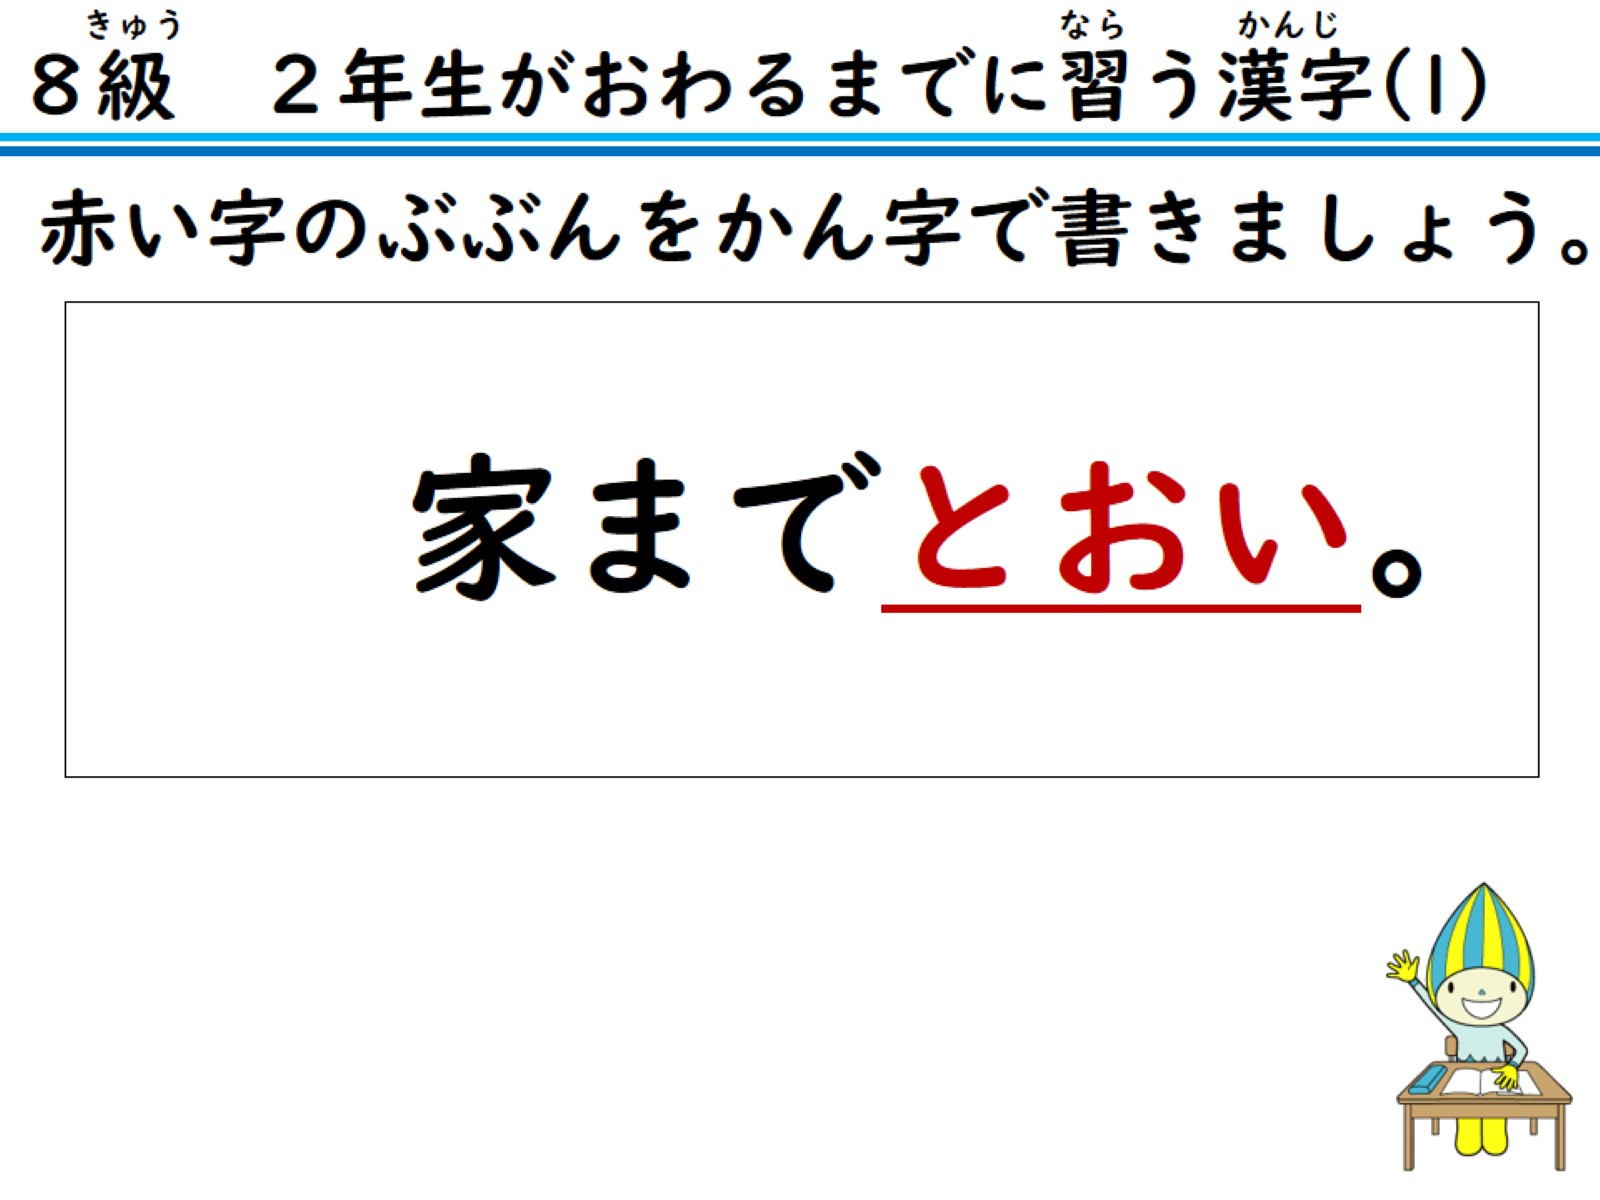 きゅう なら かんじ
８級　２年生がおわるまでに習う漢字(1)
赤い字のぶぶんをかん字で書きましょう。
家までとおい。